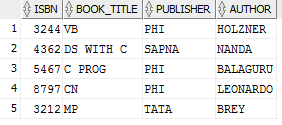 ISBN BOOK_TITLE PUBLISHER AUTHOR
1 3244 VB PHI HOLZNER
2 4362 DS WITH C SAPNA NANDA
3 5467 C PROG PHI BALAGURU
4 8797 CN PHI LEONARDO
5 3212 MP TATA BREY